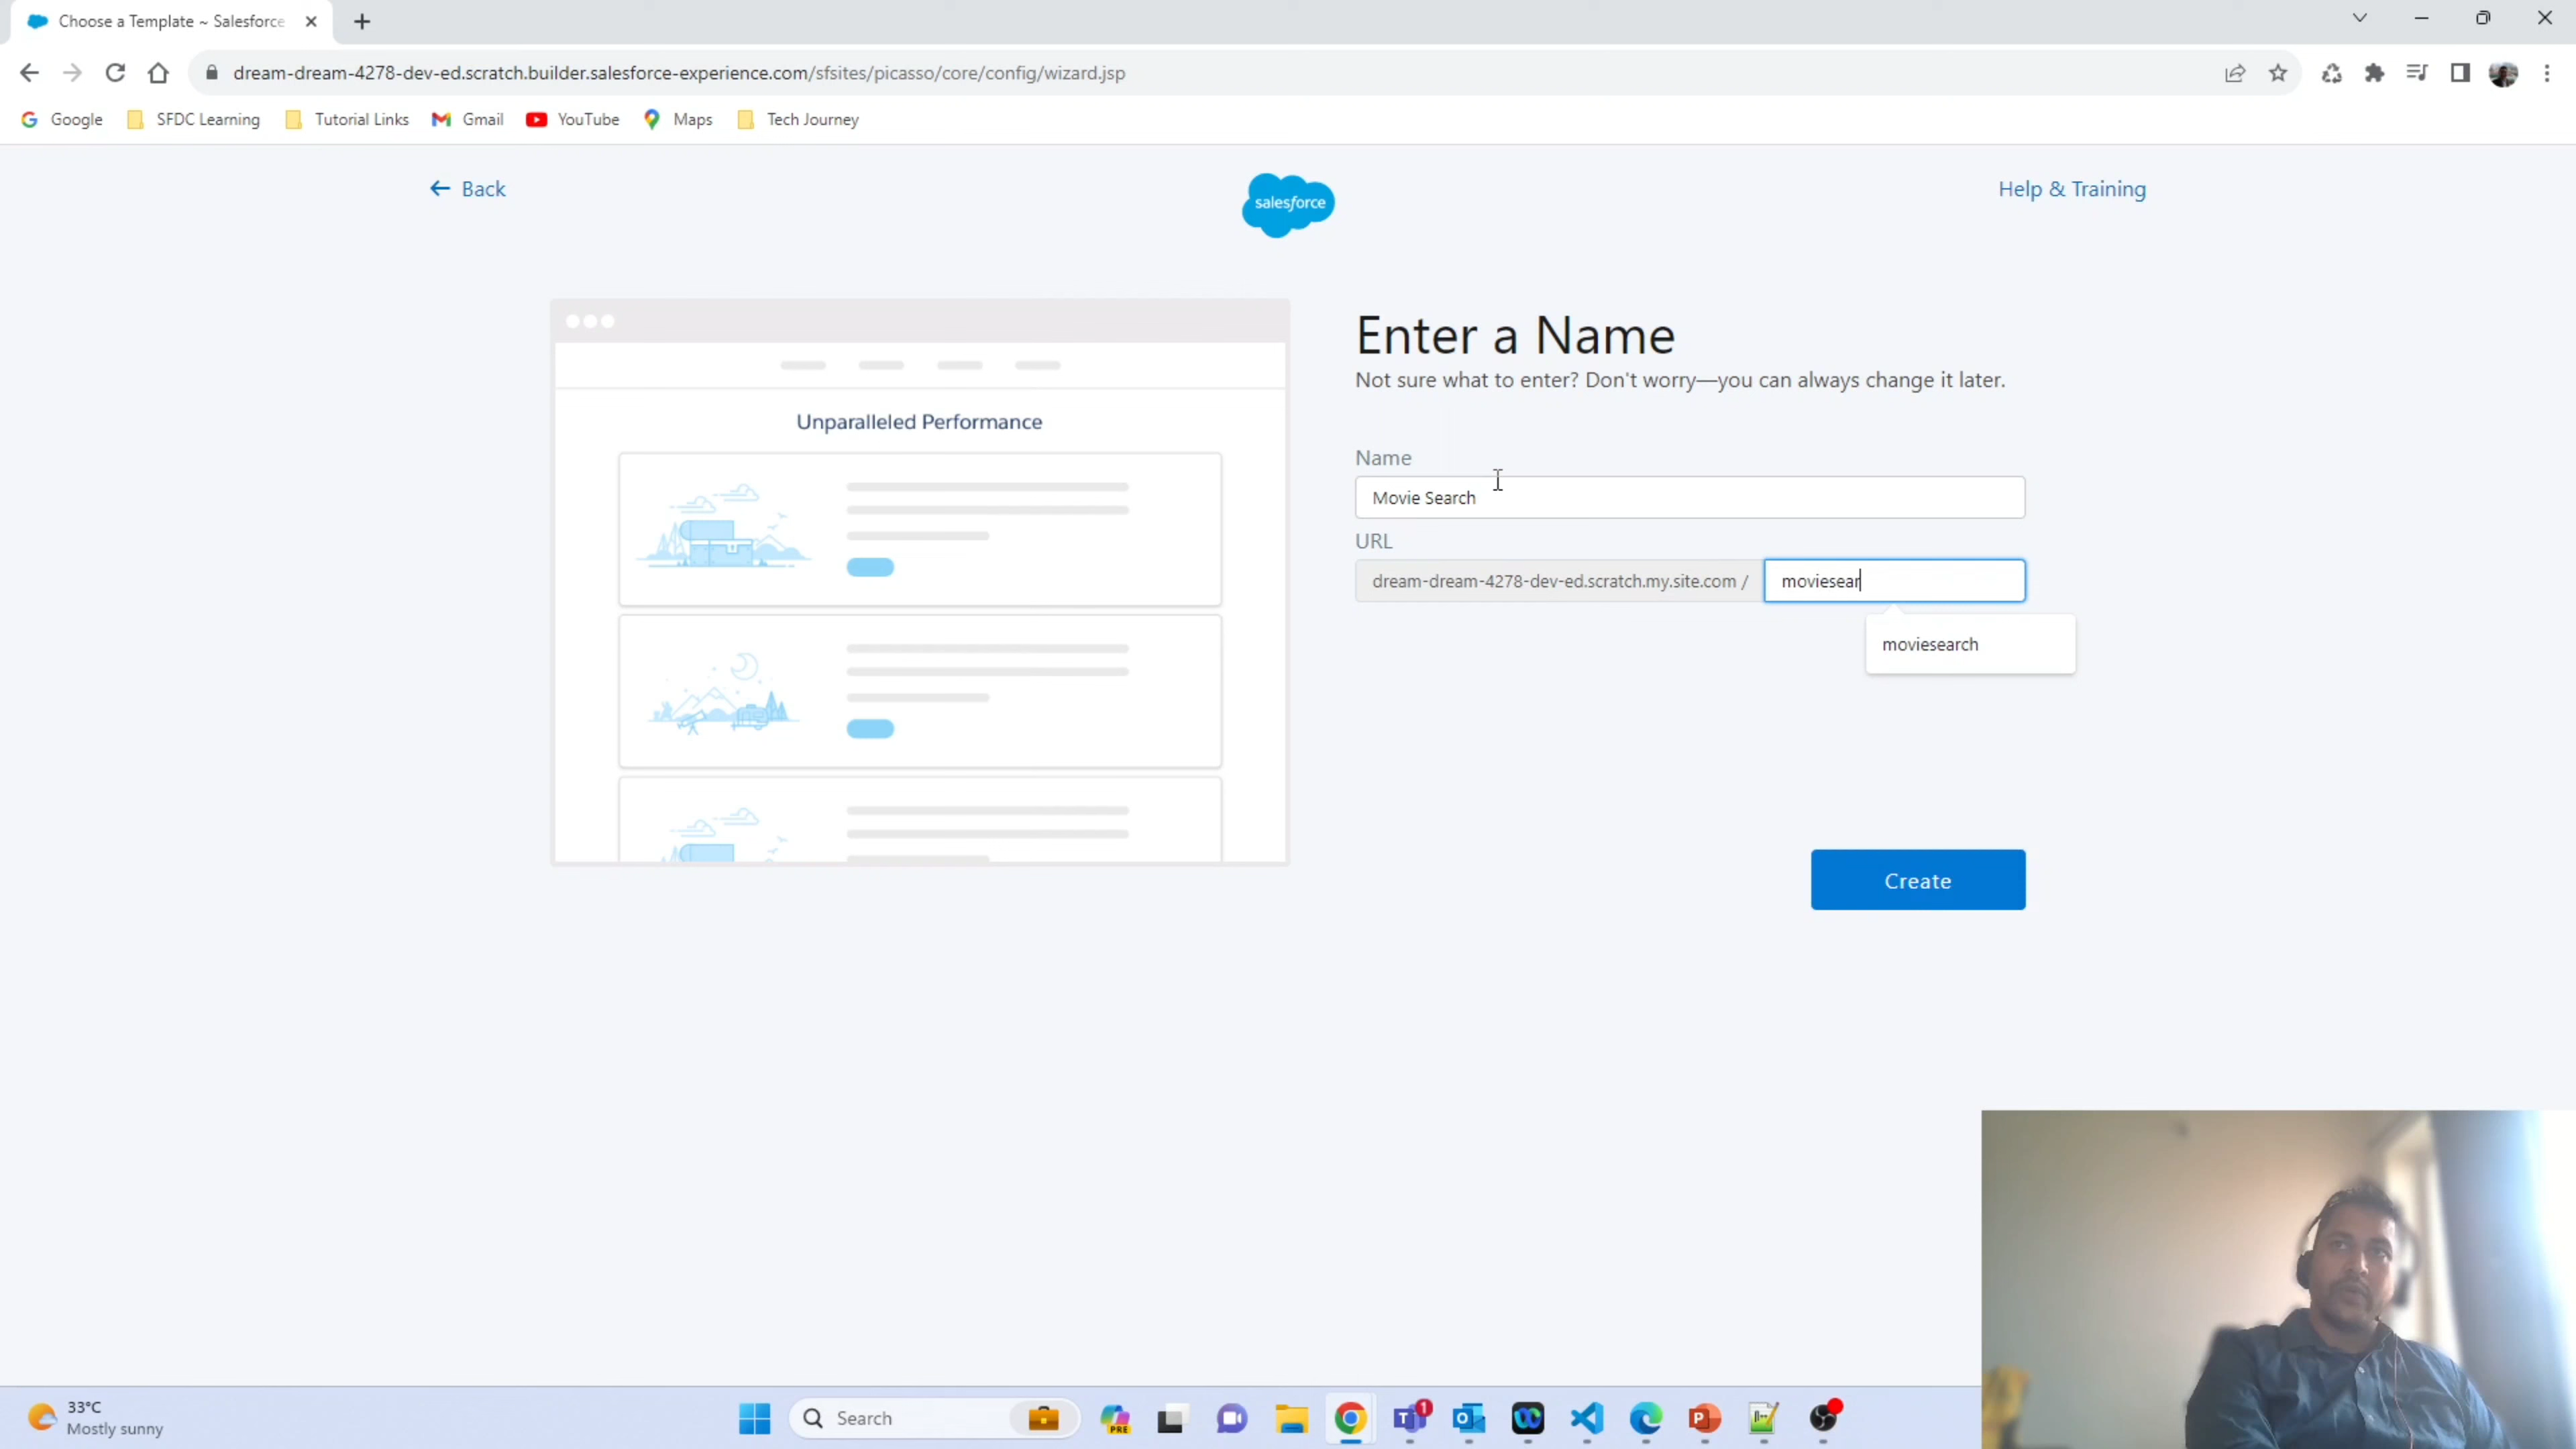 Choose a Template ~ Salesforce
dream-dream-4278-dev-ed.scratch.builder.salesforce-experience.com/sfsites/picasso/core/config/wizard.jsp
Google SFDC Learning Tutorial Links Gmail YouTube Maps Tech Journey
Back
salesforce
Help & Training
Unparalleled Performance
Enter a Name
Not sure what to enter? Don't worry—you can always change it later.
Name
Movie Search
URL
dream-dream-4278-dev-ed.scratch.my.site.com /
moviesear
moviesearch
Create
33°C
Mostly sunny
Search
PRE
1